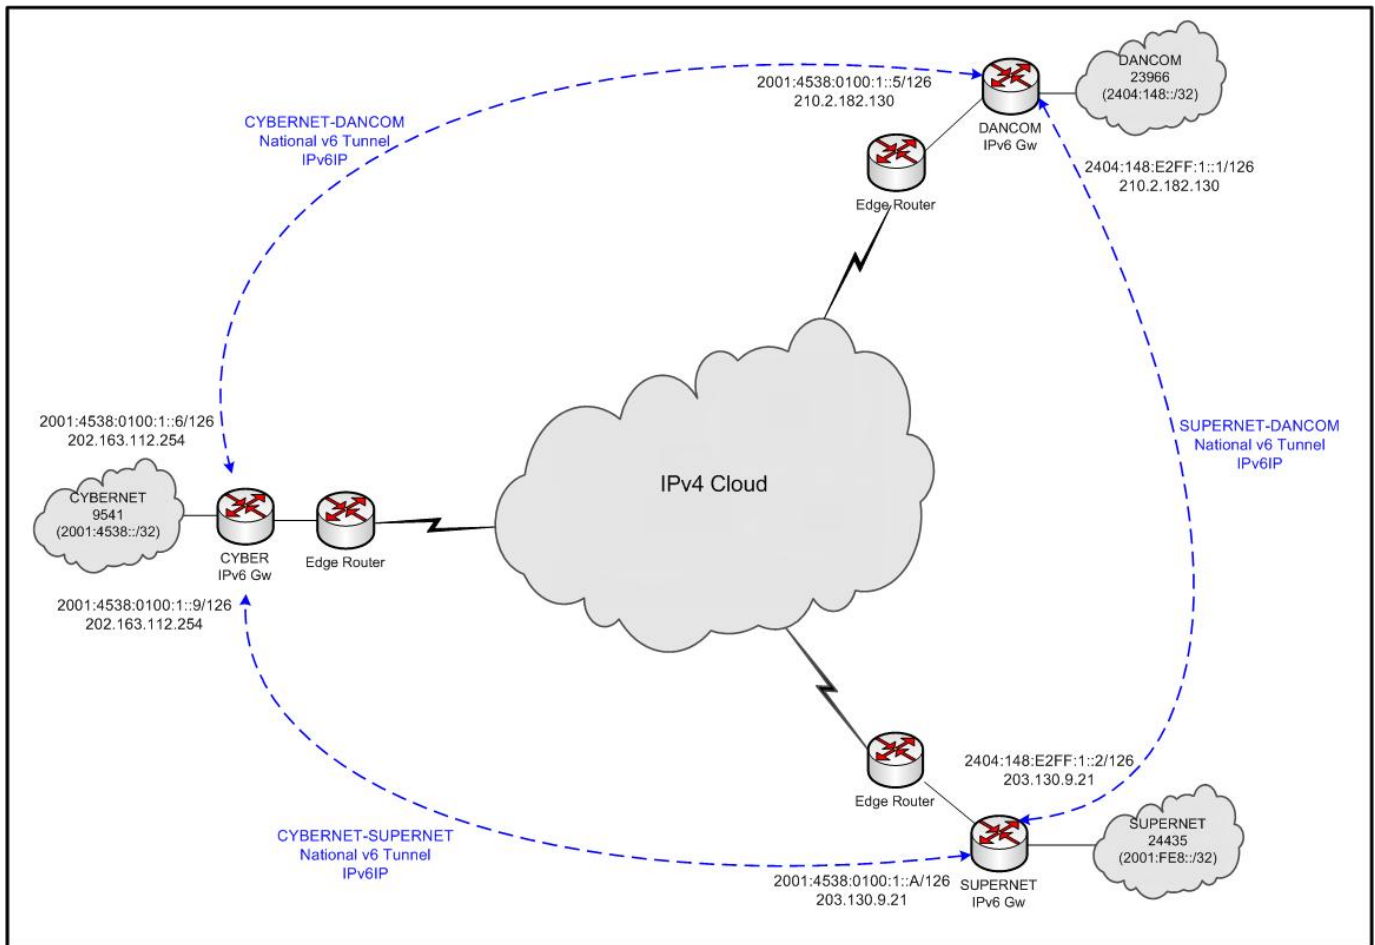 2001:4538:0100:1::5/126
210.2.182.130
DANCOM
23966
(2404:148::/32)
DANCOM
IPv6 Gw
CYBERNET-DANCOM
National v6 Tunnel
IPv6IP
2404:148:E2FF:1::1/126
210.2.182.130
Edge Router
2001:4538:0100:1::6/126
202.163.112.254
SUPERNET-DANCOM
National v6 Tunnel
IPv6IP
IPv4 Cloud
CYBERNET
9541
(2001:4538::/32)
CYBER
IPv6 Gw
Edge Router
2001:4538:0100:1::9/126
202.163.112.254
2404:148:E2FF:1::2/126
203.130.9.21
Edge Router
CYBERNET-SUPERNET
National v6 Tunnel
IPv6IP
SUPERNET
24435
(2001:FE8::/32)
2001:4538:0100:1::A/126
203.130.9.21
SUPERNET
IPv6 Gw